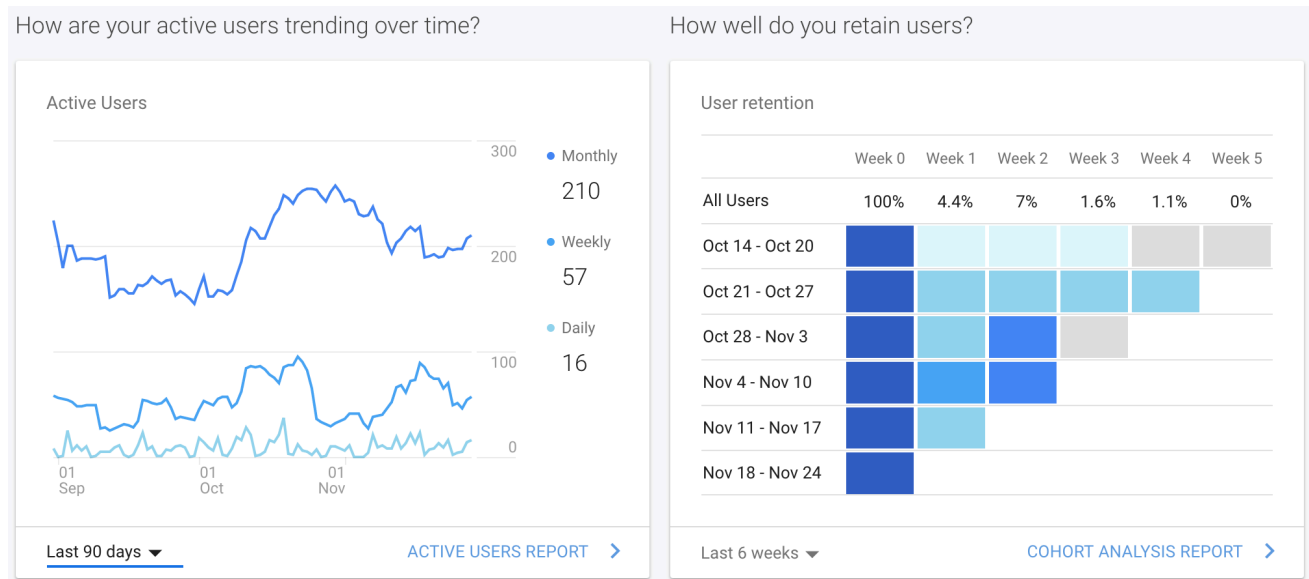 How are your active users trending over time?
Active Users
300
200
100
0
01
Sep
01
Oct
01
Nov
Monthly
210
Weekly
57
Daily
16
Last 90 days
ACTIVE USERS REPORT
How well do you retain users?
User retention
Week 0 Week 1 Week 2 Week 3 Week 4 Week 5
All Users 100% 4.4% 7% 1.6% 1.1% 0%
Oct 14 - Oct 20
Oct 21 - Oct 27
Oct 28 - Nov 3
Nov 4 - Nov 10
Nov 11 - Nov 17
Nov 18 - Nov 24
Last 6 weeks
COHORT ANALYSIS REPORT